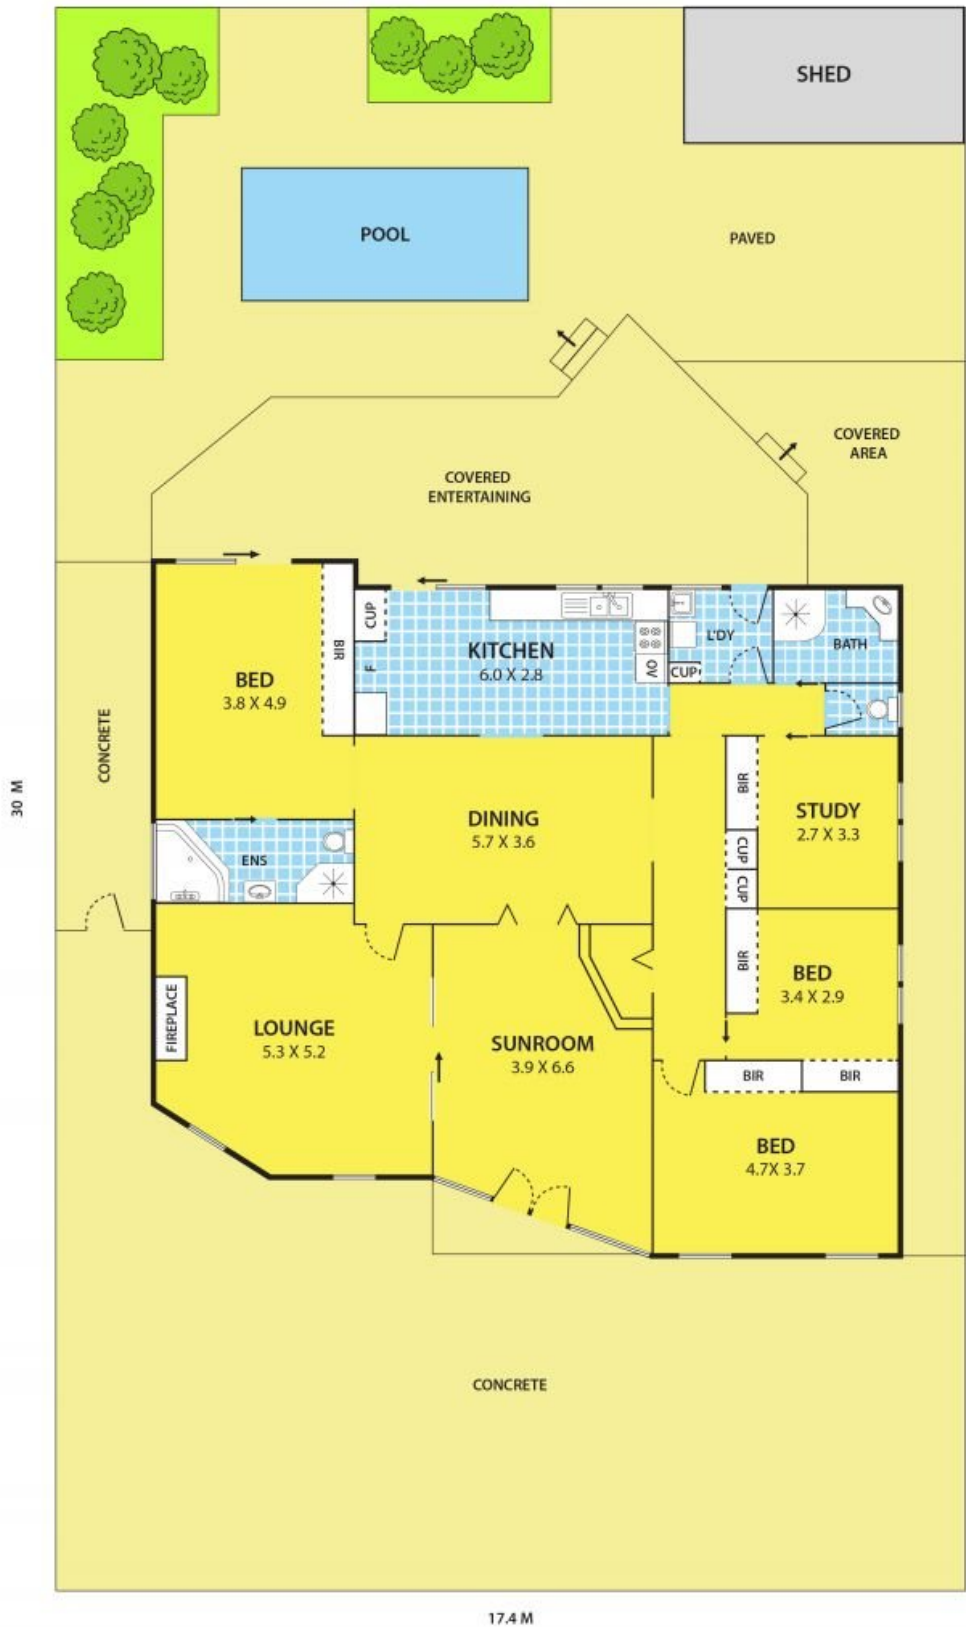 SHED
POOL
PAVED
COVERED
AREA
COVERED
ENTERTAINING
CUP
BIR
F
KITCHEN
6.0 X 2.8
OV
L'DY
CUP
BATH
BED
3.8 X 4.9
CONCRETE
30 M
DINING
5.7 X 3.6
BIR
CUP
CUP
STUDY
2.7 X 3.3
ENS
BIR
BED
3.4 X 2.9
FIREPLACE
LOUNGE
5.3 X 5.2
SUNROOM
3.9 X 6.6
BIR
BIR
BED
4.7X 3.7
CONCRETE
17.4 M